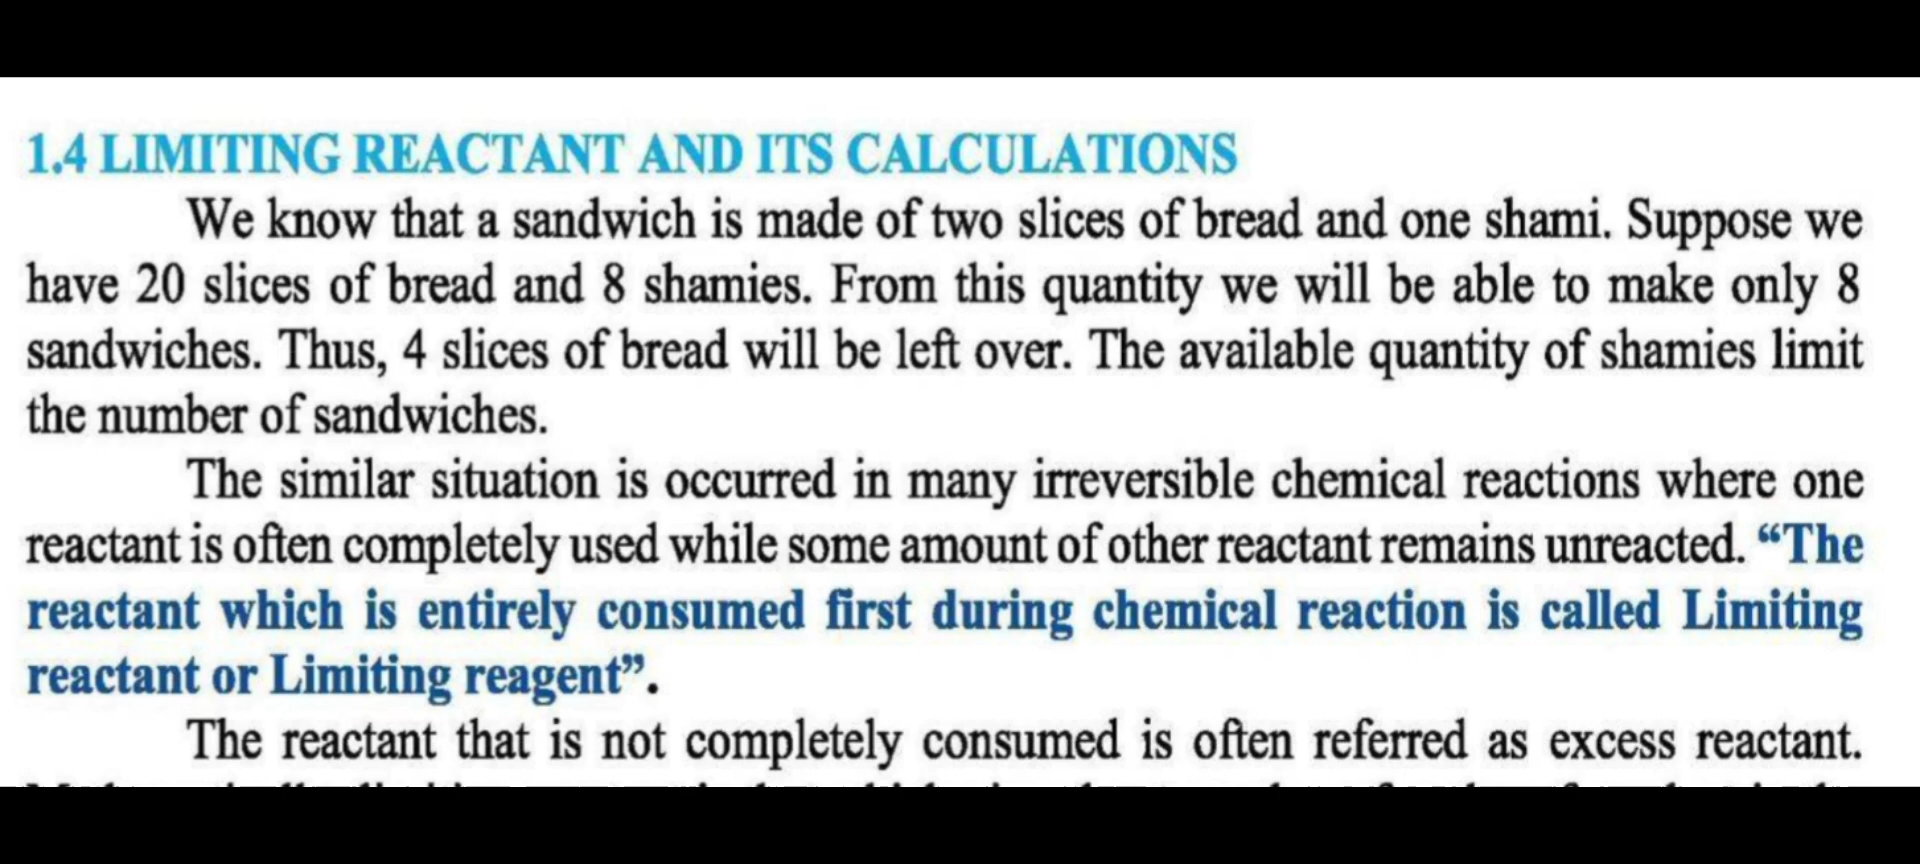 1.4 LIMITING REACTANT AND ITS CALCULATIONS
We know that a sandwich is made of two slices of bread and one shami. Suppose we
have 20 slices of bread and 8 shamies. From this quantity we will be able to make only 8
sandwiches. Thus, 4 slices of bread will be left over. The available quantity of shamies limit
the number of sandwiches.
The similar situation is occurred in many irreversible chemical reactions where one
reactant is often completely used while some amount of other reactant remains unreacted. “The
reactant which is entirely consumed first during chemical reaction is called Limiting
reactant or Limiting reagent”.
The reactant that is not completely consumed is often referred as excess reactant.